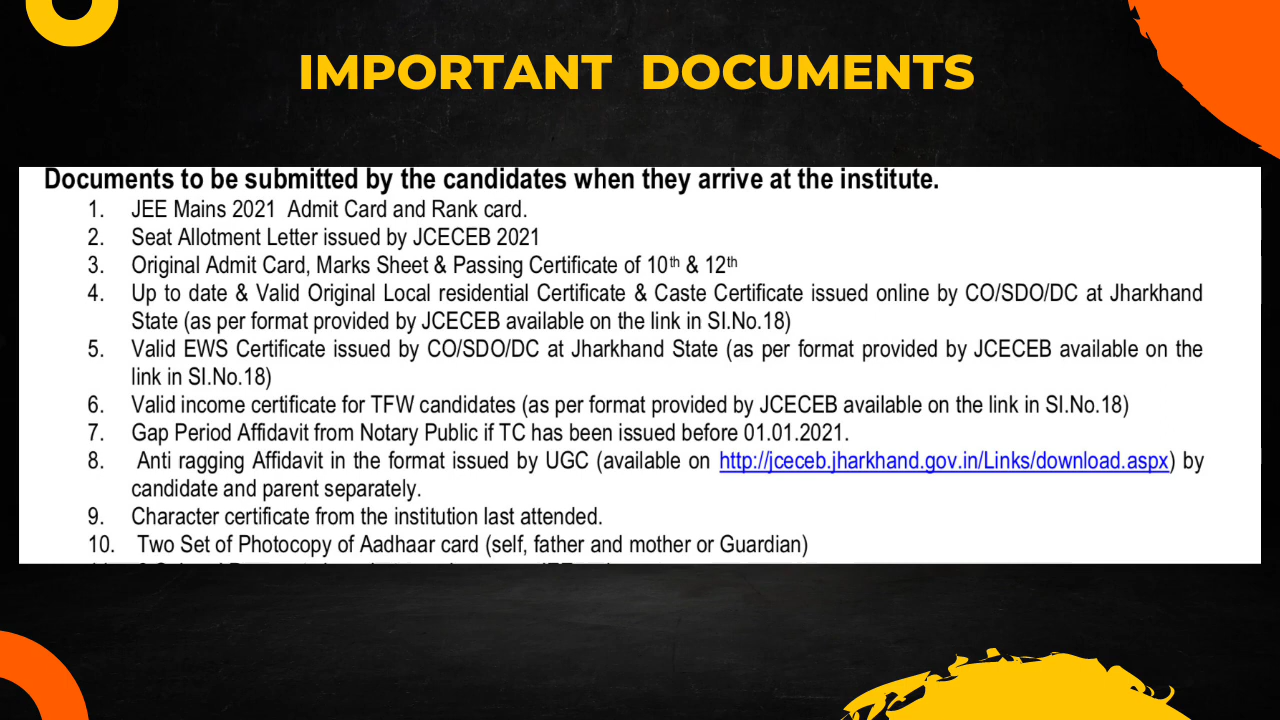 IMPORTANT DOCUMENTS
Documents to be submitted by the candidates when they arrive at the institute.
1. JEE Mains 2021 Admit Card and Rank card.
2. Seat Allotment Letter issued by JCECEB 2021
3. Original Admit Card, Marks Sheet & Passing Certificate of 10th & 12th
4. Up to date & Valid Original Local residential Certificate & Caste Certificate issued online by CO/SDO/DC at Jharkhand
State (as per format provided by JCECEB available on the link in SI.No.18)
5. Valid EWS Certificate issued by CO/SDO/DC at Jharkhand State (as per format provided by JCECEB available on the
link in SI.No.18)
6. Valid income certificate for TFW candidates (as per format provided by JCECEB available on the link in SI.No.18)
7. Gap Period Affidavit from Notary Public if TC has been issued before 01.01.2021.
8. Anti ragging Affidavit in the format issued by UGC (available on http://jceceb.jharkhand.gov.in/Links/download.aspx) by
candidate and parent separately.
9. Character certificate from the institution last attended.
10. Two Set of Photocopy of Aadhaar card (self, father and mother or Guardian)